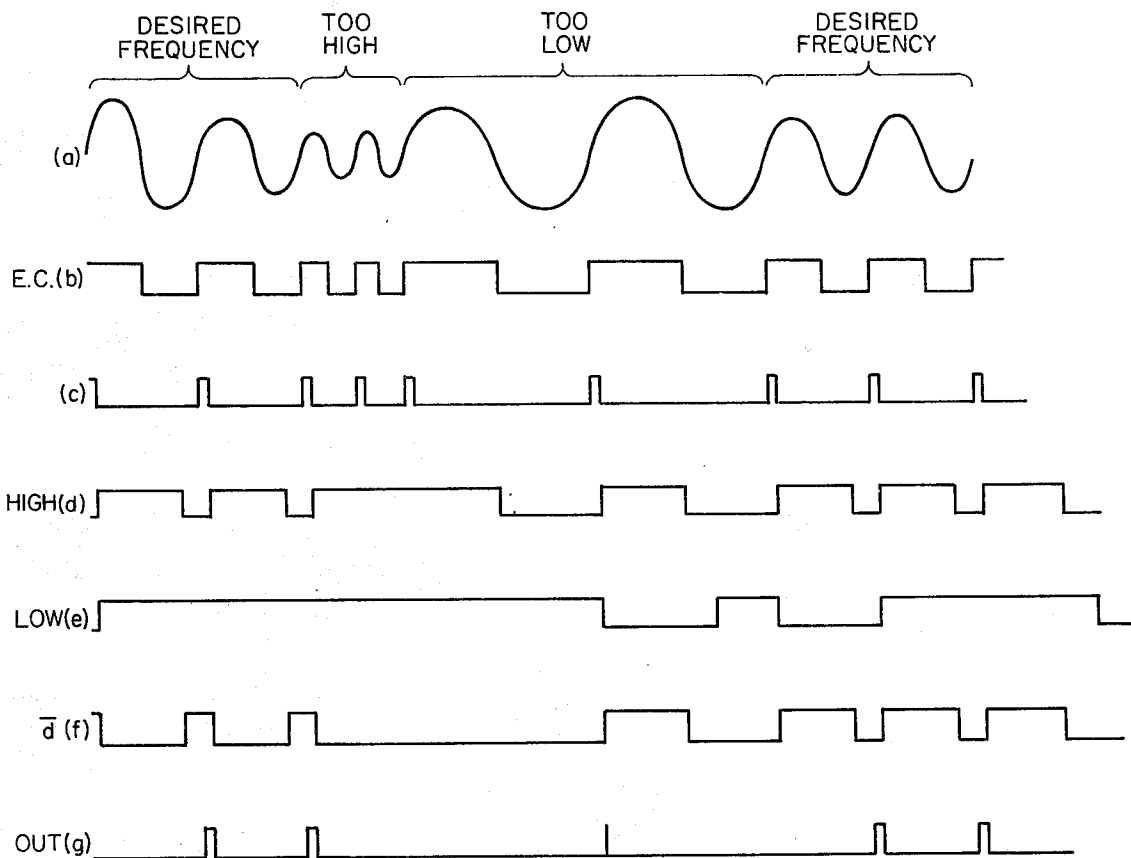 DESIRED
FREQUENCY
TOO
HIGH
TOO
LOW
DESIRED
FREQUENCY
(a)
E.C.(b)
(c)
HIGH(d)
LOW(e)
d̅ (f)
OUT(g)